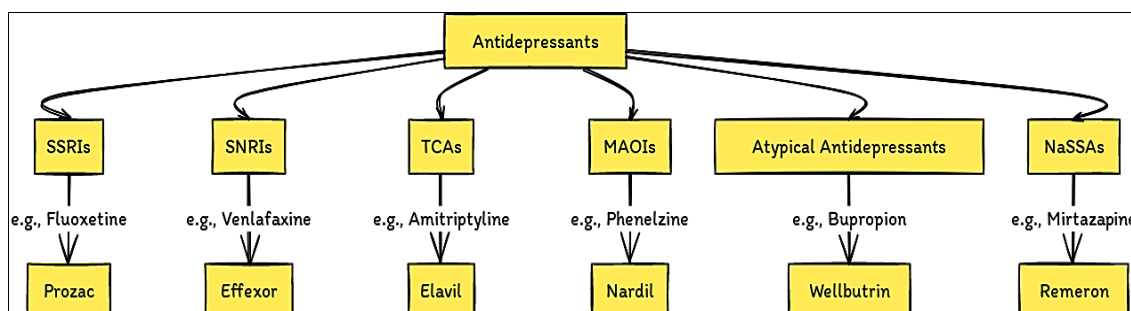 Antidepressants
SSRIs
SNRIs
TCAs
MAOIs
Atypical Antidepressants
NaSSAs
e.g., Fluoxetine
e.g., Venlafaxine
e.g., Amitriptyline
e.g., Phenelzine
e.g., Bupropion
e.g., Mirtazapine
Prozac
Effexor
Elavil
Nardil
Wellbutrin
Remeron